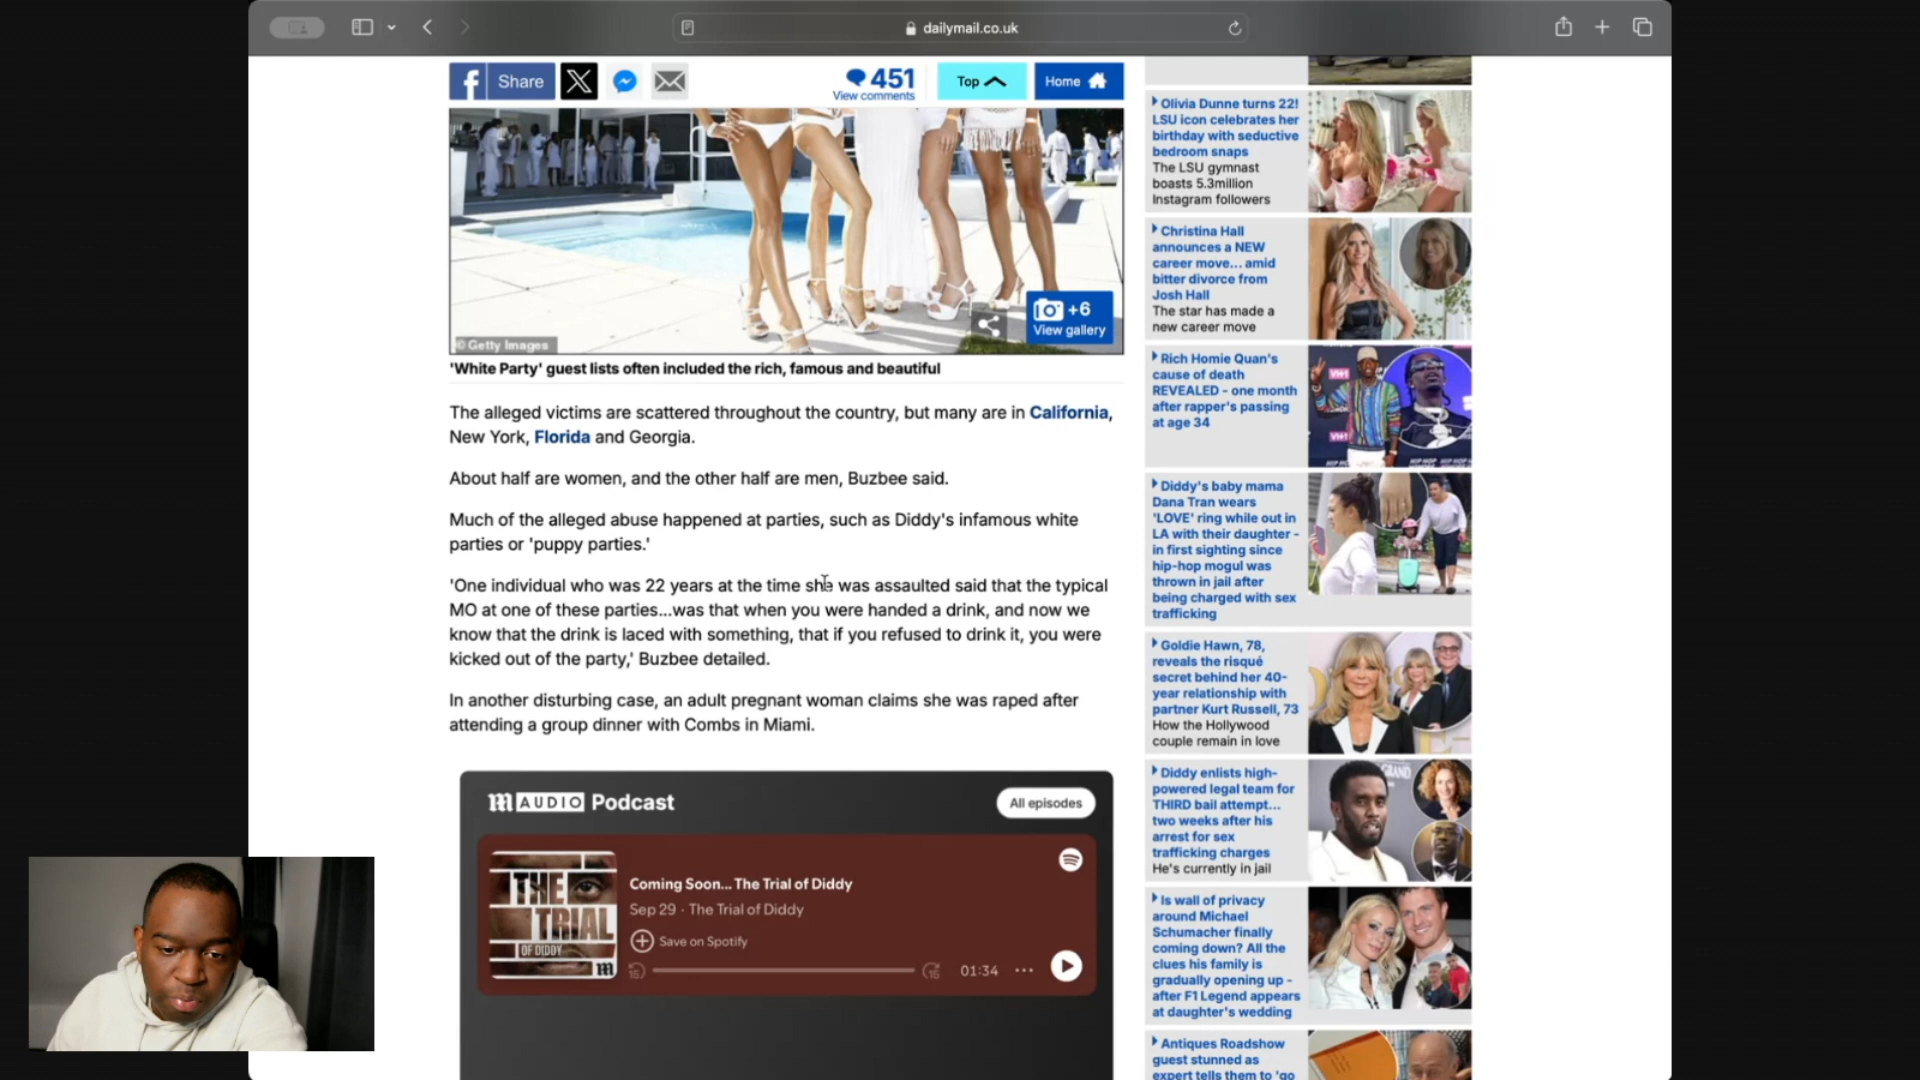 dailymail.co.uk
Share
451
View comments
Top
Home
© Getty Images
+6
View gallery
'White Party' guest lists often included the rich, famous and beautiful
The alleged victims are scattered throughout the country, but many are in California,
New York, Florida and Georgia.
About half are women, and the other half are men, Buzbee said.
Much of the alleged abuse happened at parties, such as Diddy's infamous white
parties or 'puppy parties.'
'One individual who was 22 years at the time she was assaulted said that the typical
MO at one of these parties...was that when you were handed a drink, and now we
know that the drink is laced with something, that if you refused to drink it, you were
kicked out of the party,' Buzbee detailed.
In another disturbing case, an adult pregnant woman claims she was raped after
attending a group dinner with Combs in Miami.
m AUDIO Podcast
All episodes
THE
TRIAL
OF DIDDY
m
Coming Soon...The Trial of Diddy
Sep 29 · The Trial of Diddy
Save on Spotify
15
15
01:34
Olivia Dunne turns 22!
LSU icon celebrates her
birthday with seductive
bedroom snaps
The LSU gymnast
boasts 5.3million
Instagram followers
Christina Hall
announces a NEW
career move... amid
bitter divorce from
Josh Hall
The star has made a
new career move
Rich Homie Quan's
cause of death
REVEALED - one month
after rapper's passing
at age 34
VH1
VH1
Diddy's baby mama
Dana Tran wears
'LOVE' ring while out in
LA with their daughter -
in first sighting since
hip-hop mogul was
thrown in jail after
being charged with sex
trafficking
Goldie Hawn, 78,
reveals the risqué
secret behind her 40-
year relationship with
partner Kurt Russell, 73
How the Hollywood
couple remain in love
Diddy enlists high-
powered legal team for
THIRD bail attempt...
two weeks after his
arrest for sex
trafficking charges
He's currently in jail
GRAND
Is wall of privacy
around Michael
Schumacher finally
coming down? All the
clues his family is
gradually opening up -
after F1 Legend appears
at daughter's wedding
Antiques Roadshow
guest stunned as
expert tells them to 'go